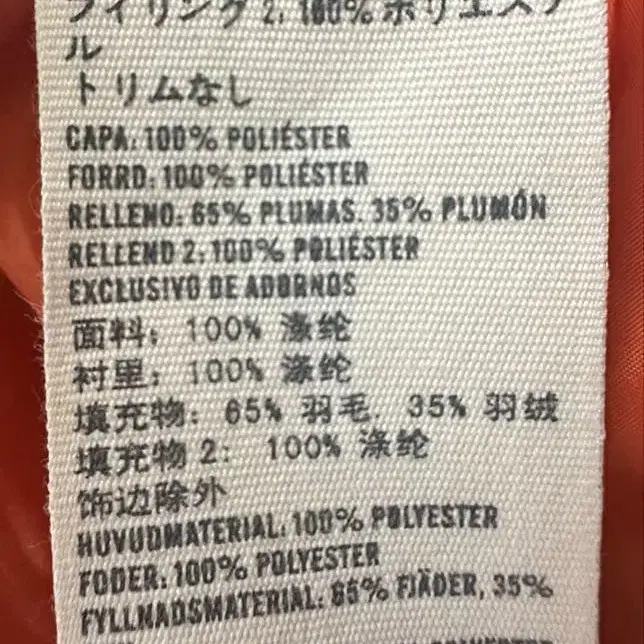 フィリング 2: 100% ポリエステ
ル
トリムなし
CAPA: 100% POLIÉSTER
FORRO: 100% POLIÉSTER
RELLENO: 65% PLUMAS. 35% PLUMÓN
RELLENO 2: 100% POLIÉSTER
EXCLUSIVO DE ADORNOS
面料: 100% 涤纶
衬里: 100% 涤纶
填充物: 65% 羽毛. 35% 羽绒
填充物 2: 100% 涤纶
饰边除外
HUVUDMATERIAL: 100% POLYESTER
FODER: 100% POLYESTER
FYLLNADSMATERIAL: 65% FJÄDER, 35%